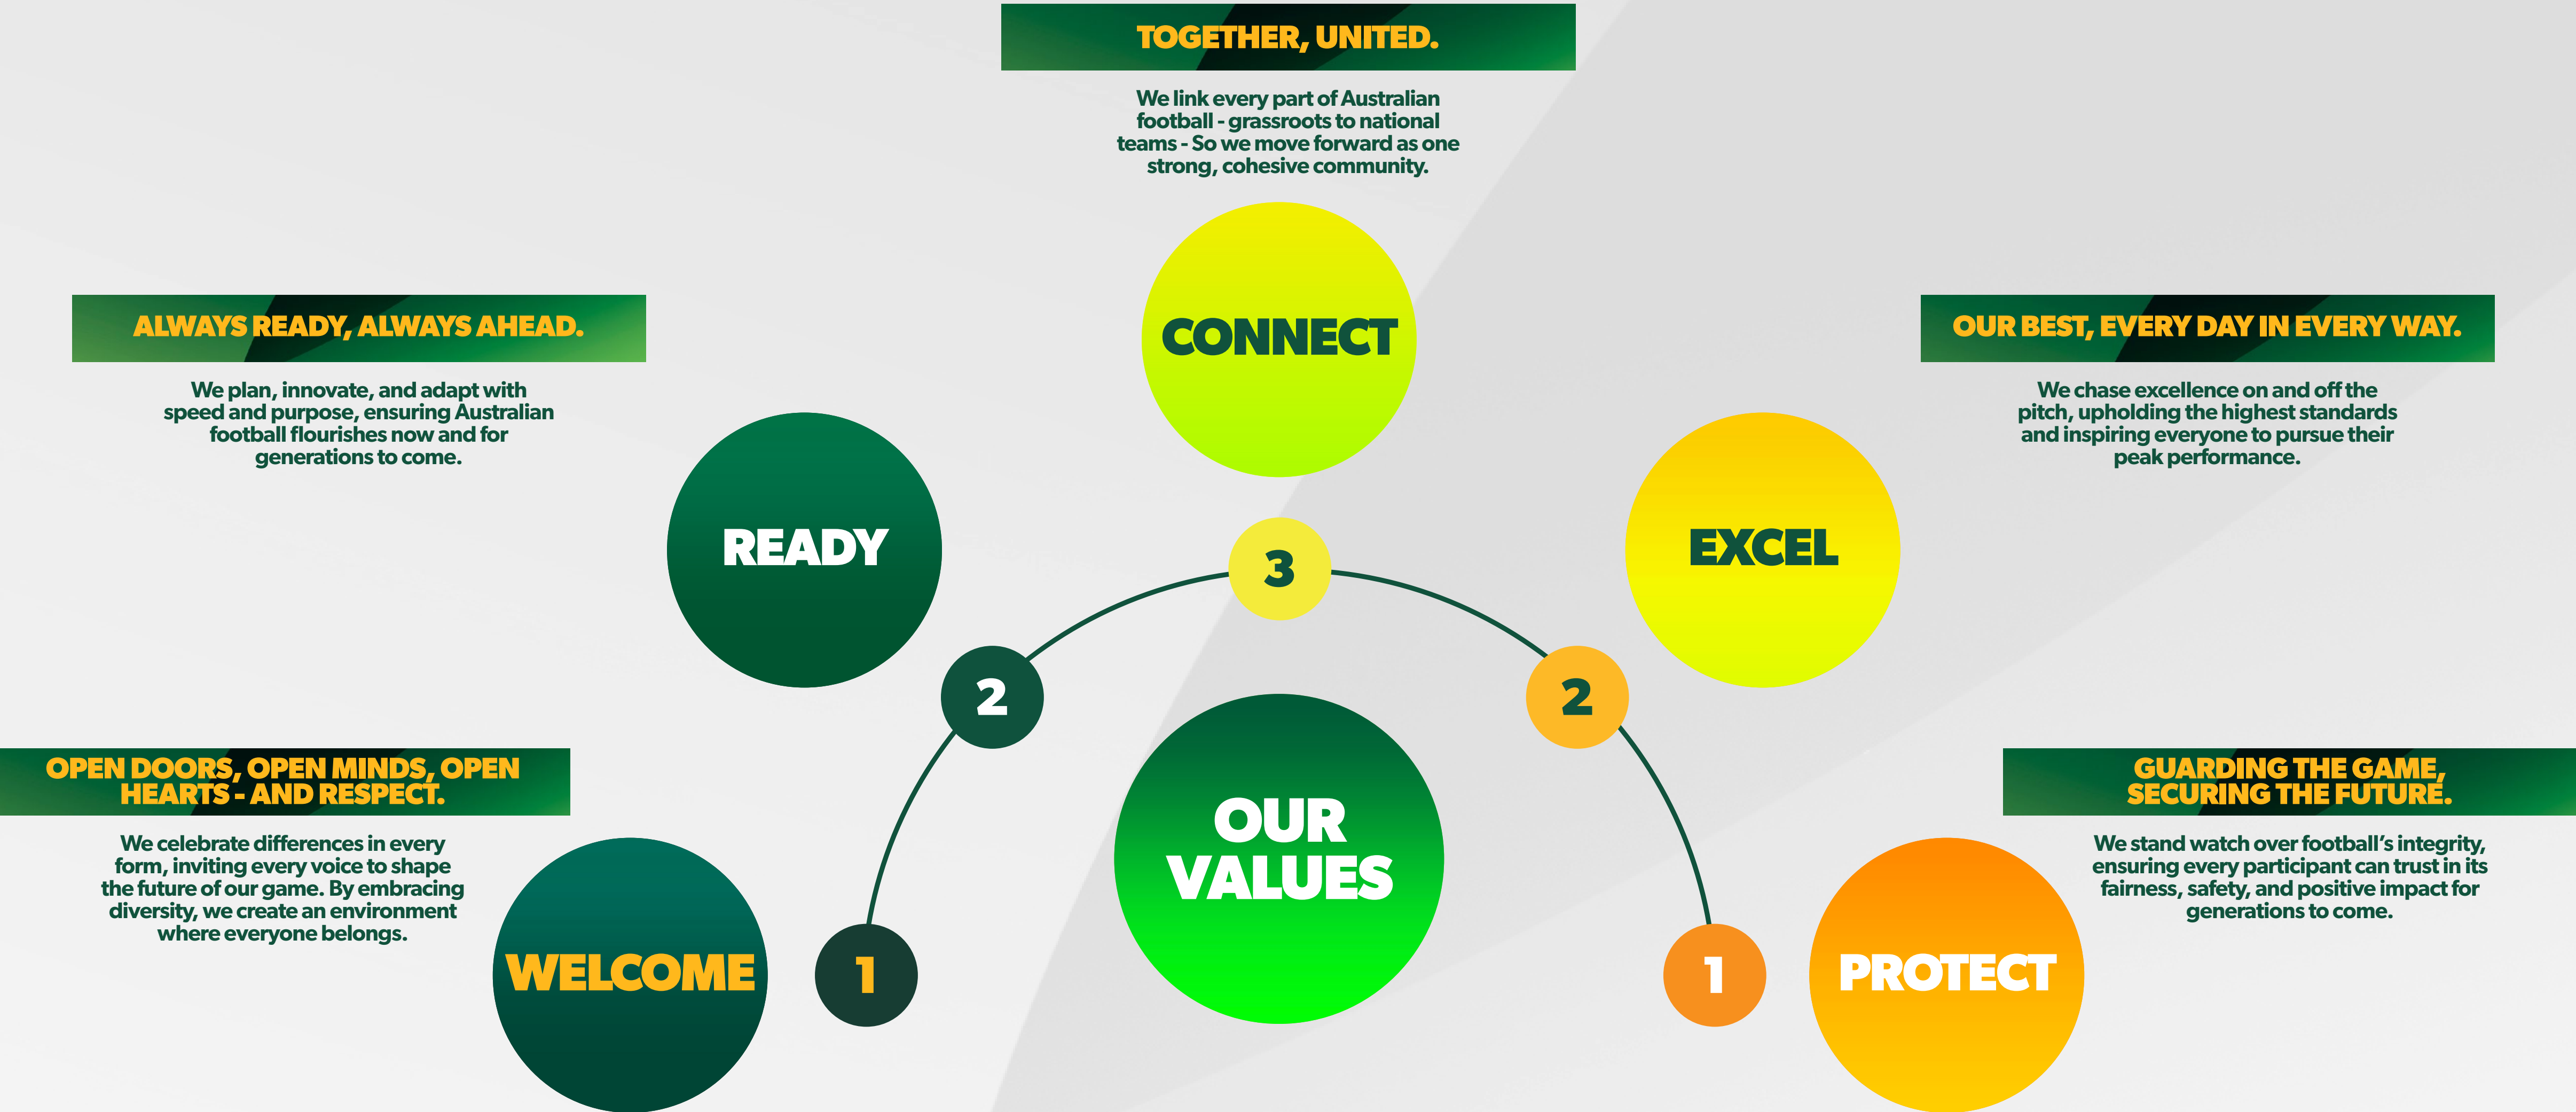 TOGETHER, UNITED.
We link every part of Australian
football - grassroots to national
teams - So we move forward as one
strong, cohesive community.
CONNECT
ALWAYS READY, ALWAYS AHEAD.
We plan, innovate, and adapt with
speed and purpose, ensuring Australian
football flourishes now and for
generations to come.
READY
OUR BEST, EVERY DAY IN EVERY WAY.
We chase excellence on and off the
pitch, upholding the highest standards
and inspiring everyone to pursue their
peak performance.
EXCEL
3
2
2
OPEN DOORS, OPEN MINDS, OPEN
HEARTS - AND RESPECT.
We celebrate differences in every
form, inviting every voice to shape
the future of our game. By embracing
diversity, we create an environment
where everyone belongs.
WELCOME
1
OUR
VALUES
1
PROTECT
GUARDING THE GAME,
SECURING THE FUTURE.
We stand watch over football’s integrity,
ensuring every participant can trust in its
fairness, safety, and positive impact for
generations to come.